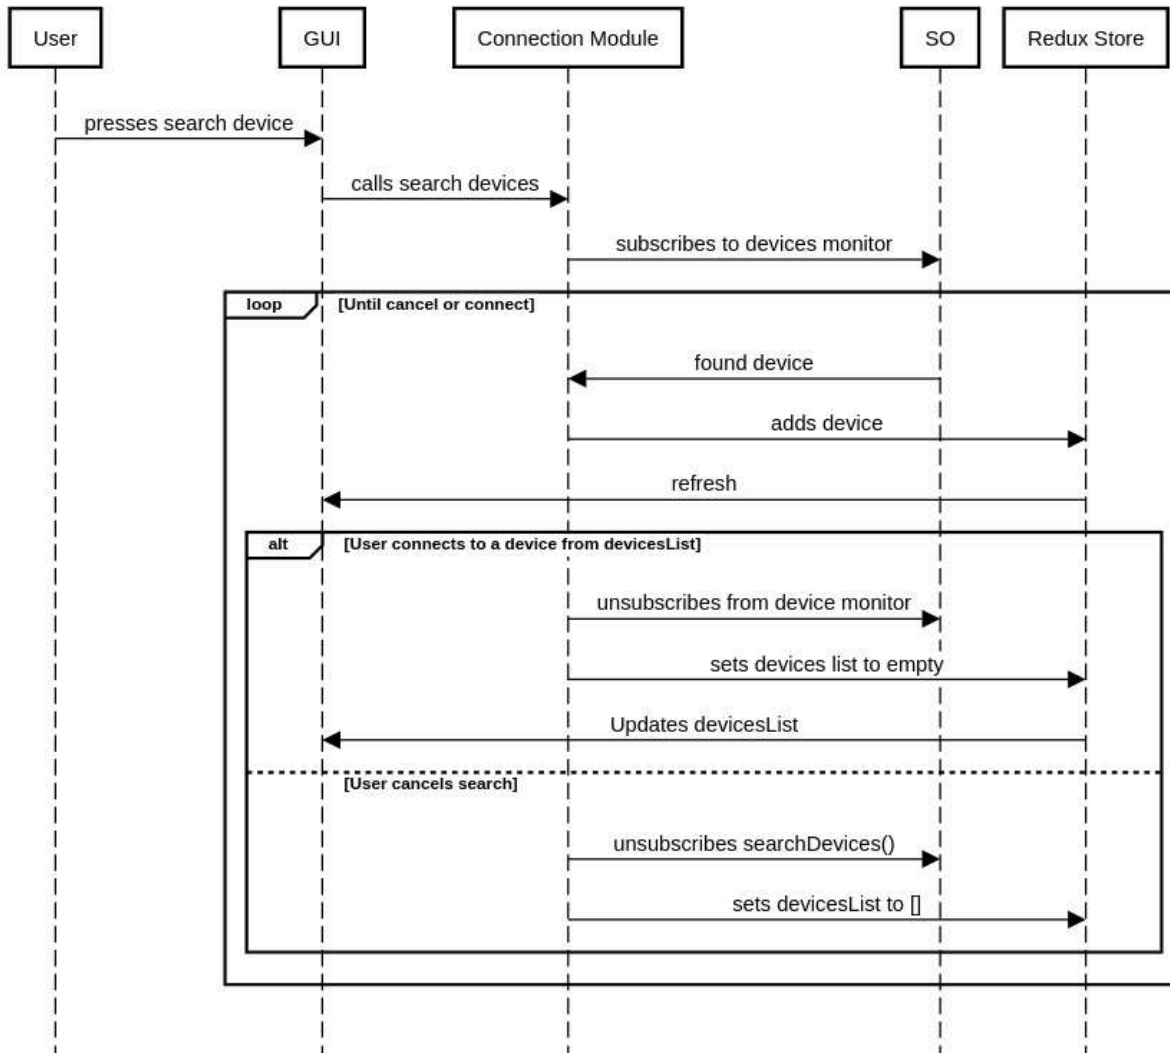 User
GUI
Connection Module
SO
Redux Store
presses search device
calls search devices
subscribes to devices monitor
loop
[Until cancel or connect]
found device
adds device
refresh
alt
[User connects to a device from devicesList]
unsubscribes from device monitor
sets devices list to empty
Updates devicesList
[User cancels search]
unsubscribes searchDevices()
sets devicesList to []